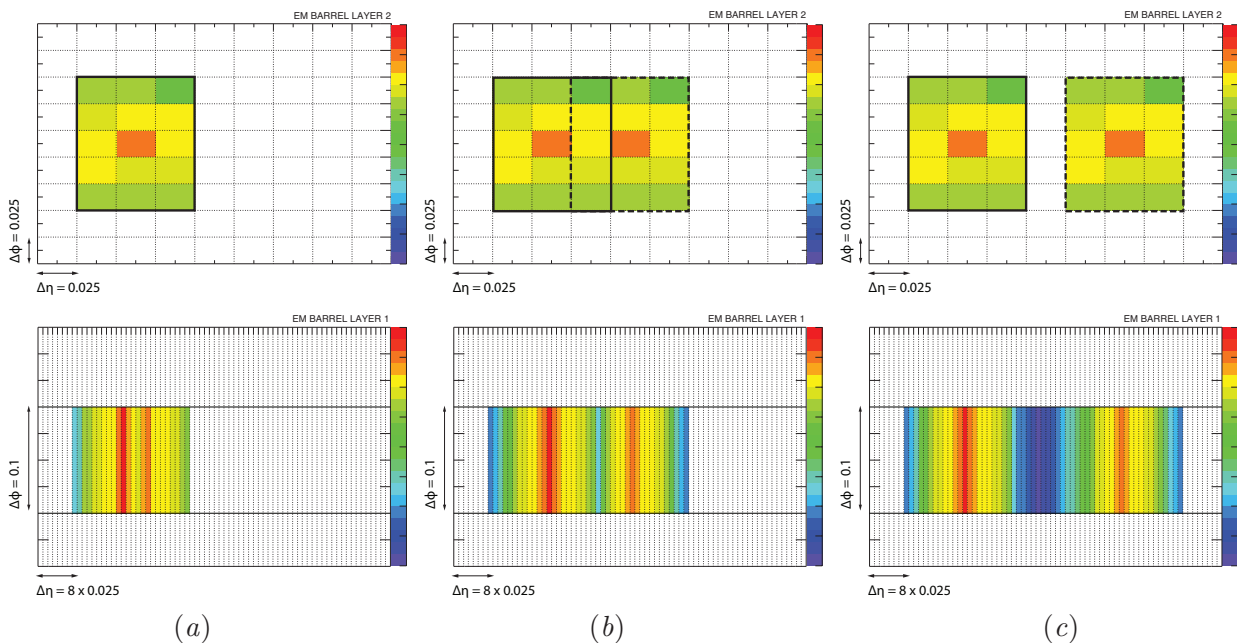 EM BARREL LAYER 2
Δϕ = 0.025
Δη = 0.025
EM BARREL LAYER 2
Δϕ = 0.025
Δη = 0.025
EM BARREL LAYER 2
Δϕ = 0.025
Δη = 0.025
EM BARREL LAYER 1
Δϕ = 0.1
Δη = 8 x 0.025
EM BARREL LAYER 1
Δϕ = 0.1
Δη = 8 x 0.025
EM BARREL LAYER 1
Δϕ = 0.1
Δη = 8 x 0.025
(a)
(b)
(c)